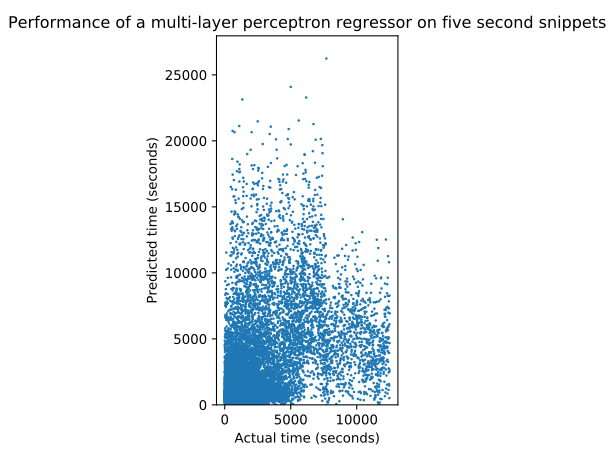 Performance of a multi-layer perceptron regressor on five second snippets
25000
20000
15000
10000
5000
0
Predicted time (seconds)
0 5000 10000
Actual time (seconds)